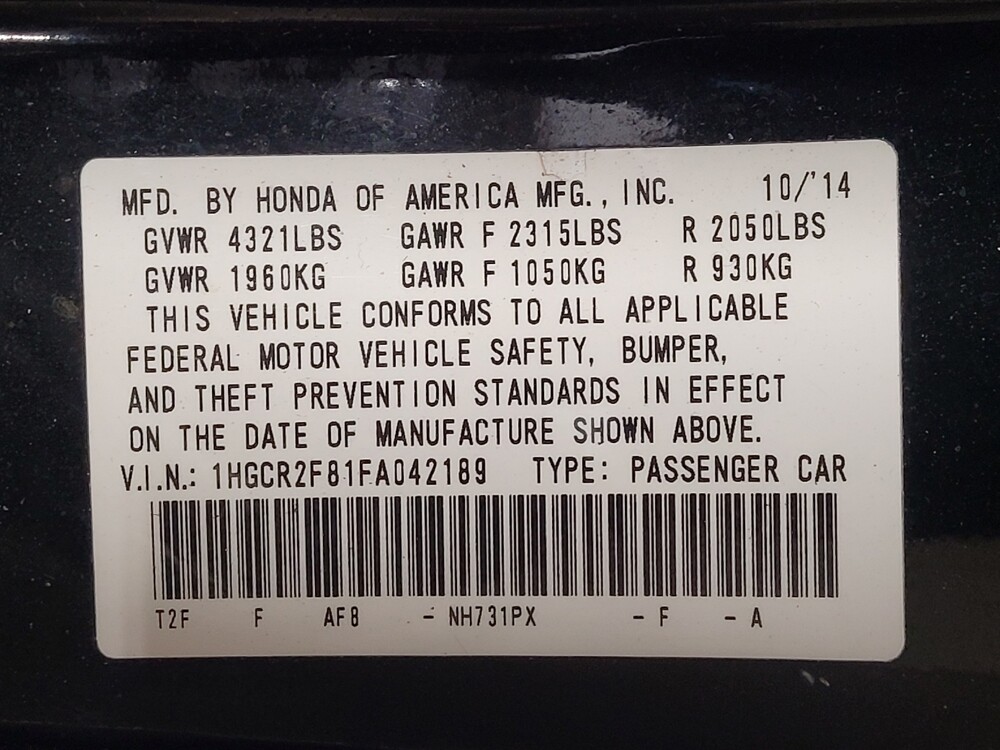 MFD. BY HONDA OF AMERICA MFG., INC. 10/'14
GVWR 4321LBS GAWR F 2315LBS R 2050LBS
GVWR 1960KG GAWR F 1050KG R 930KG
THIS VEHICLE CONFORMS TO ALL APPLICABLE
FEDERAL MOTOR VEHICLE SAFETY, BUMPER,
AND THEFT PREVENTION STANDARDS IN EFFECT
ON THE DATE OF MANUFACTURE SHOWN ABOVE.
V.I.N.: 1HGCR2F81FA042189 TYPE: PASSENGER CAR
T2F F AF8 - NH731PX - F - A